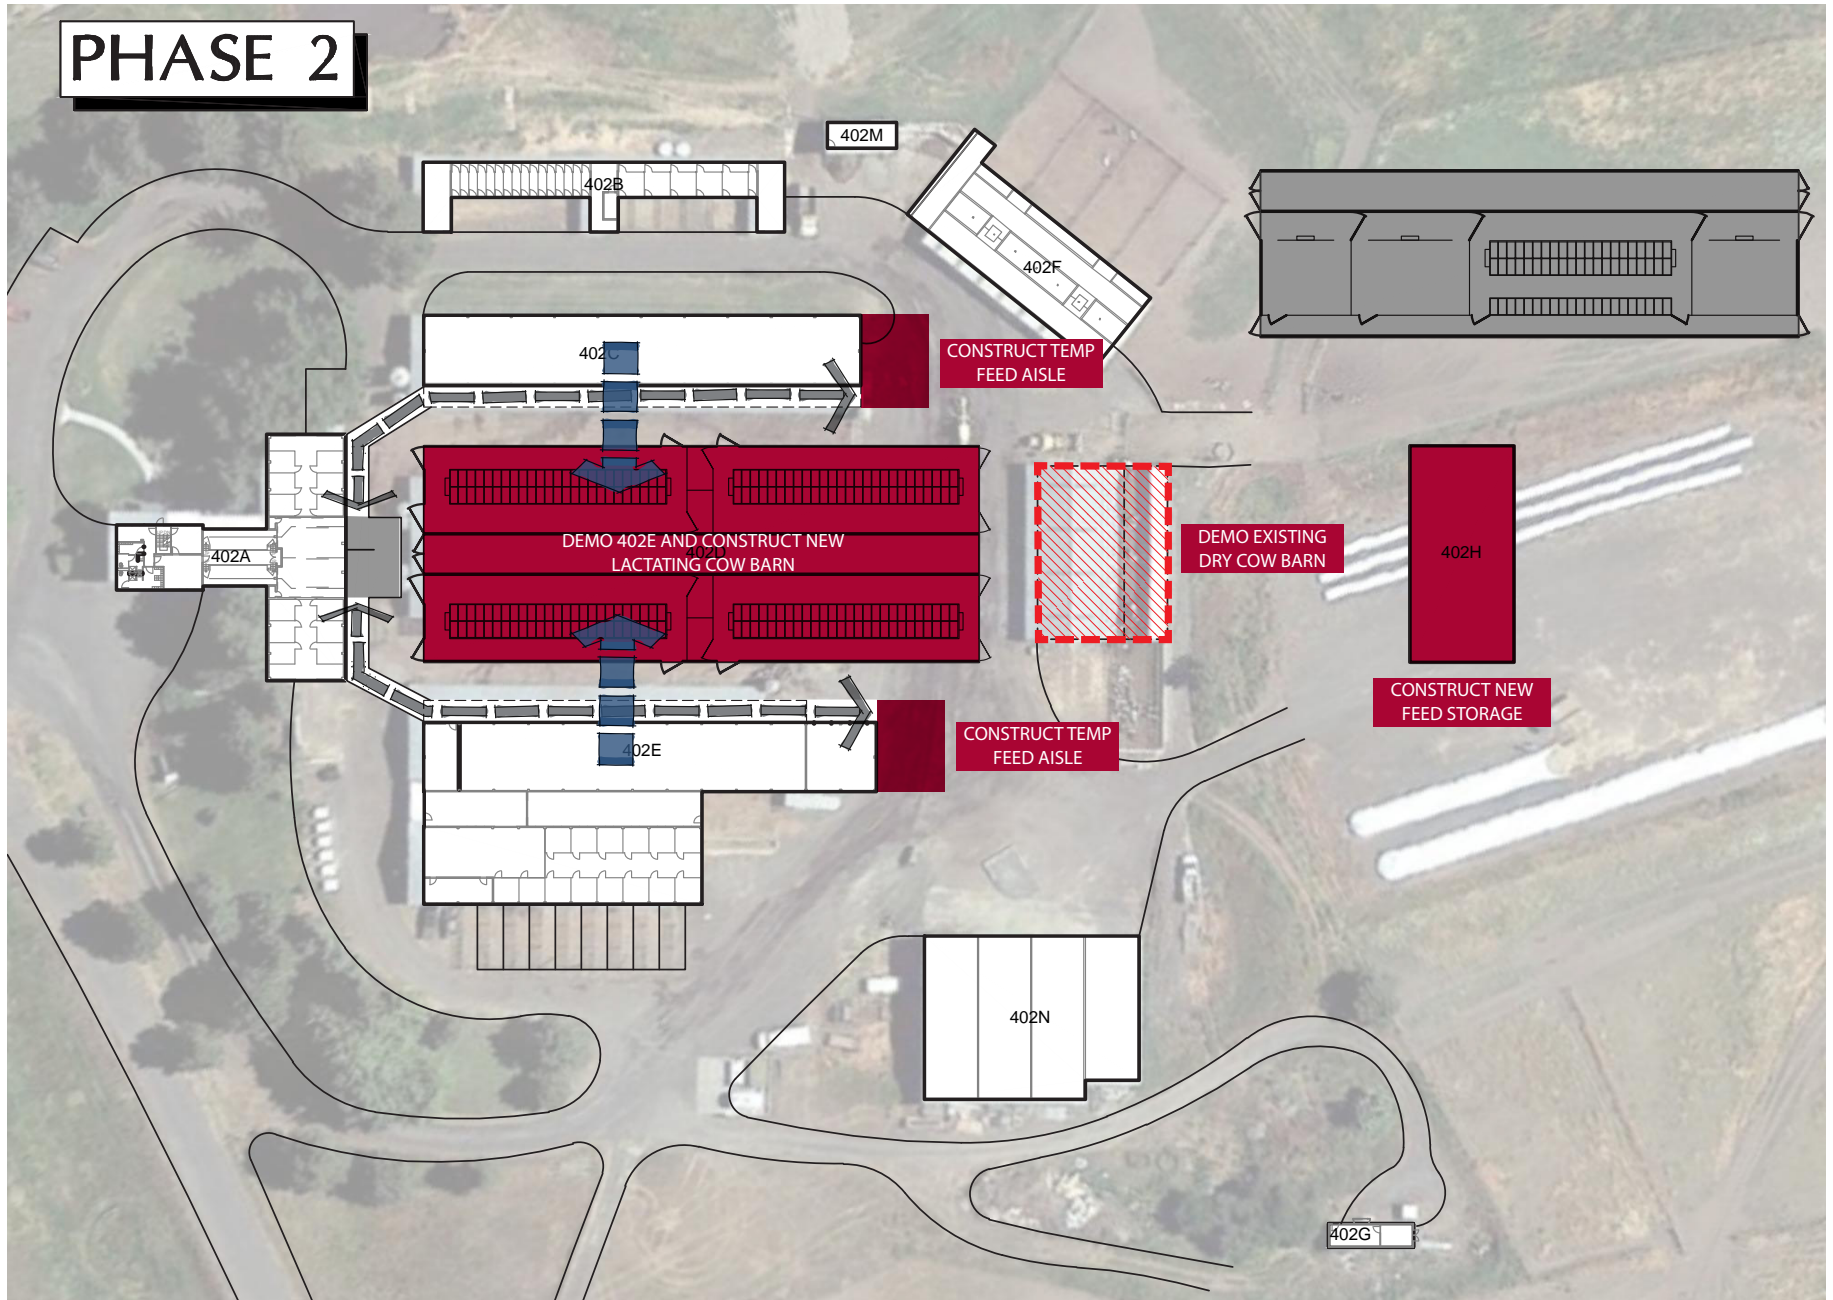 PHASE 2
402M
402B
402F
402C
CONSTRUCT TEMP
FEED AISLE
402A
402D
DEMO 402E AND CONSTRUCT NEW
LACTATING COW BARN
DEMO EXISTING
DRY COW BARN
402H
CONSTRUCT NEW
FEED STORAGE
402E
CONSTRUCT TEMP
FEED AISLE
402N
402G